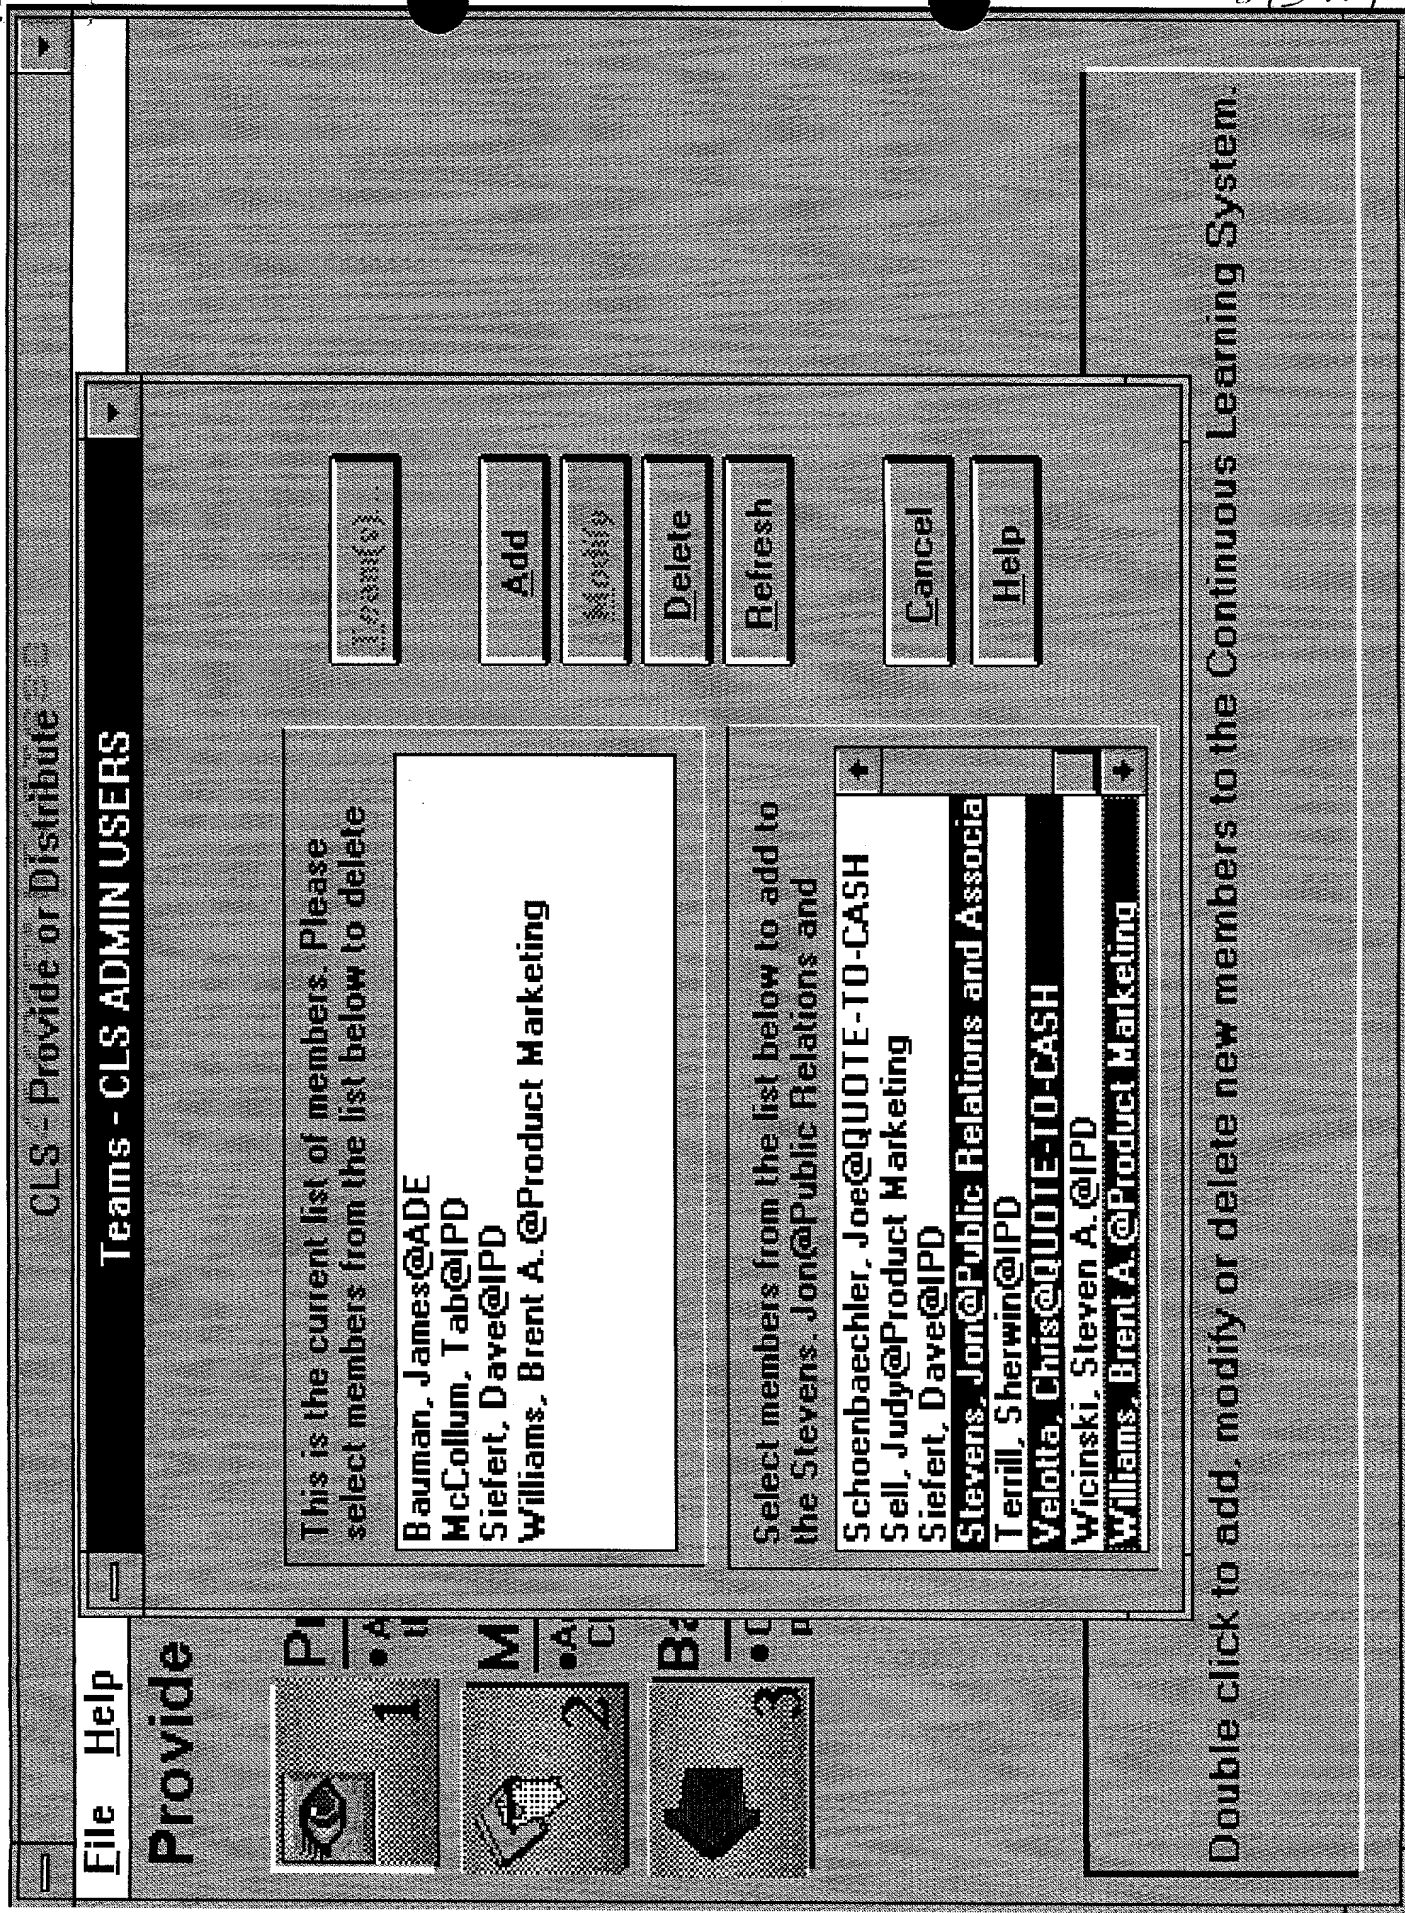 CLS - Provide or Distribute
File Help
Teams - CLS ADMIN USERS
Provide
1
2
3
This is the current list of members. Please
select members from the list below to delete
Bauman, James@ADE
McCollum, Tab@IPD
Siefert, Dave@IPD
Williams, Brent A.@Product Marketing
Select members from the list below to add to
the Stevens, Jon@Public Relations and
Schoenbaechler, Joe@QUOTE-TO-CASH
Sell, Judy@Product Marketing
Siefert, Dave@IPD
Stevens, Jon@Public Relations and Associa
Terrill, Sherwin@IPD
Velotta, Chris@QUOTE-TO-CASH
Wicinski, Steven A.@IPD
Williams, Brent A.@Product Marketing
Team(s)...
Add
Modify
Delete
Refresh
Cancel
Help
Double click to add, modify or delete new members to the Continuous Learning System.